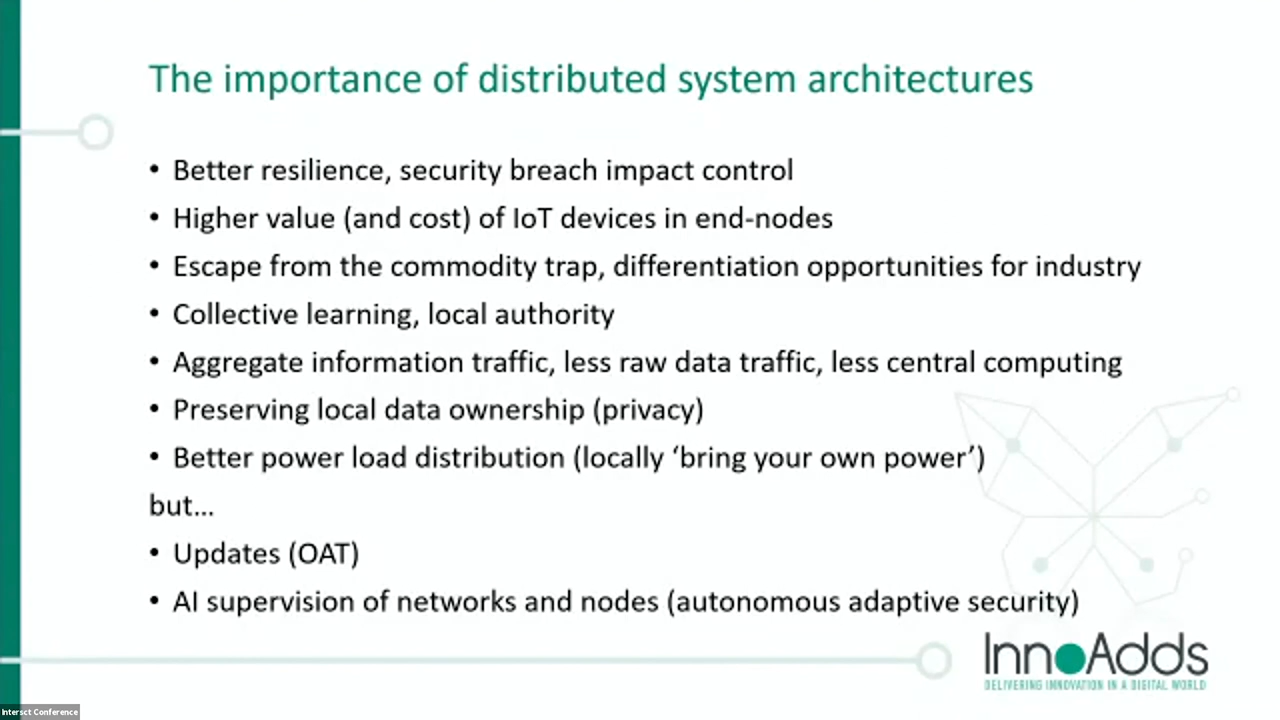 The importance of distributed system architectures
• Better resilience, security breach impact control
• Higher value (and cost) of IoT devices in end-nodes
• Escape from the commodity trap, differentiation opportunities for industry
• Collective learning, local authority
• Aggregate information traffic, less raw data traffic, less central computing
• Preserving local data ownership (privacy)
• Better power load distribution (locally ‘bring your own power’)
but…
• Updates (OAT)
• AI supervision of networks and nodes (autonomous adaptive security)
InnoAdds
DELIVERING INNOVATION IN A DIGITAL WORLD
Intersct Conference